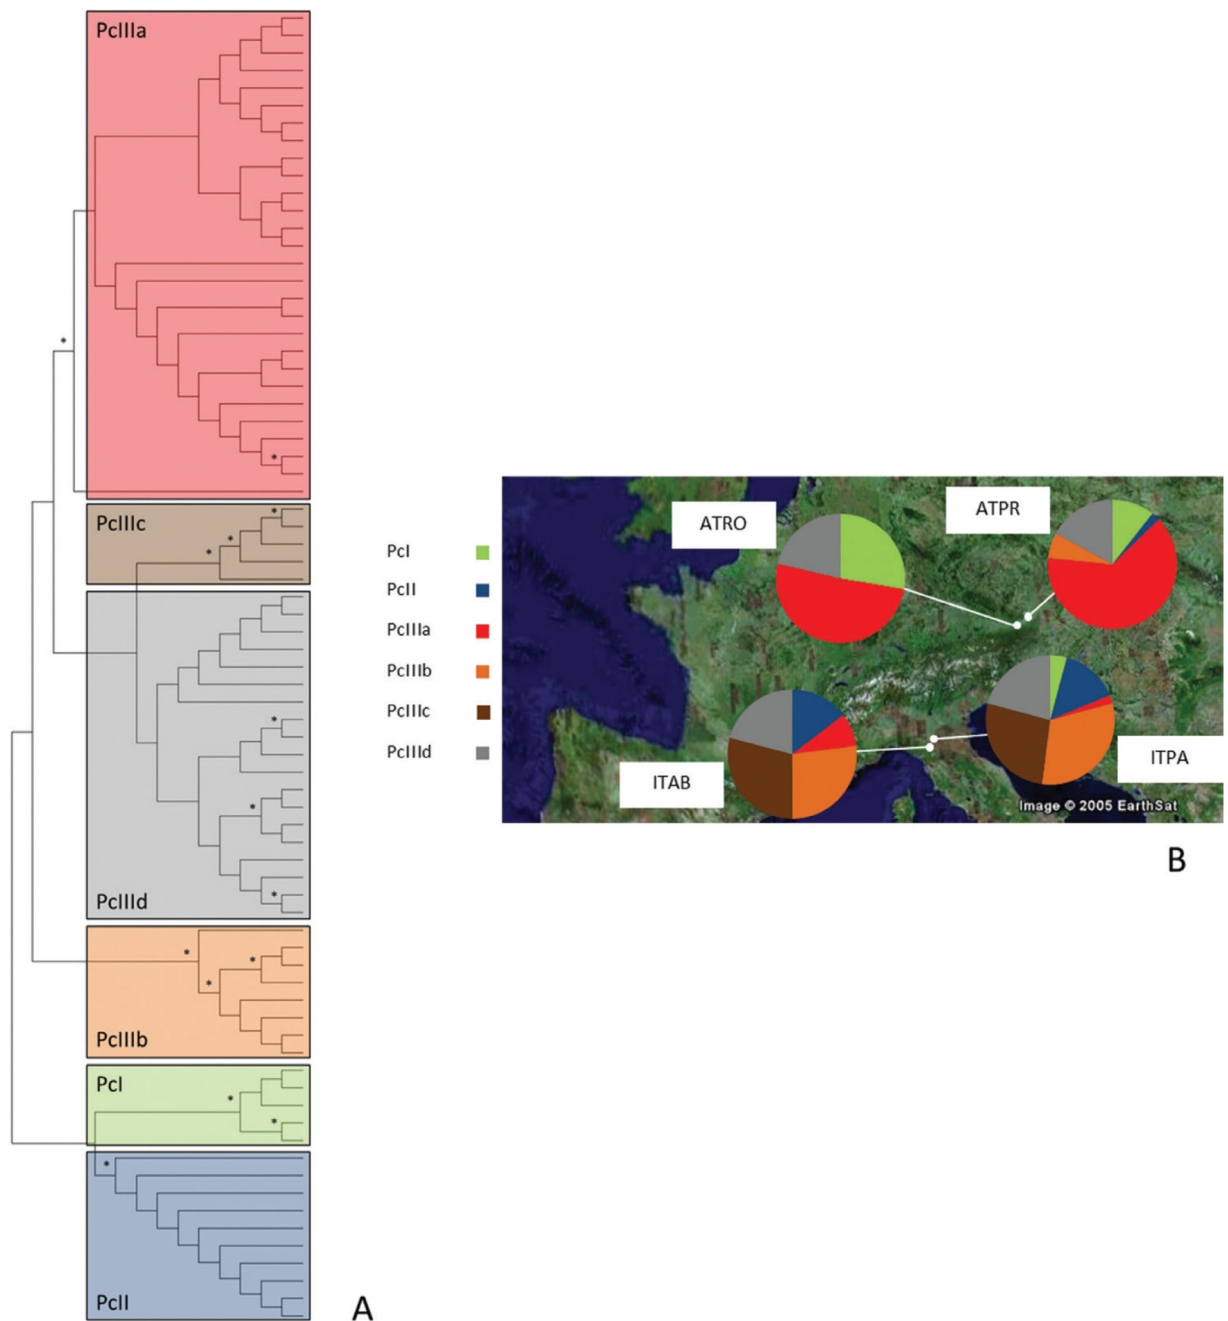 PcIIIa
*
*
PcIIIc
*
*
*
*
*
*
PcIIId
*
*
*
PcIIIb
PcI
*
*
*
PcII
A
PcI
PcII
PcIIIa
PcIIIb
PcIIIc
PcIIId
ATRO
ATPR
ITAB
ITPA
Image © 2005 EarthSat
B